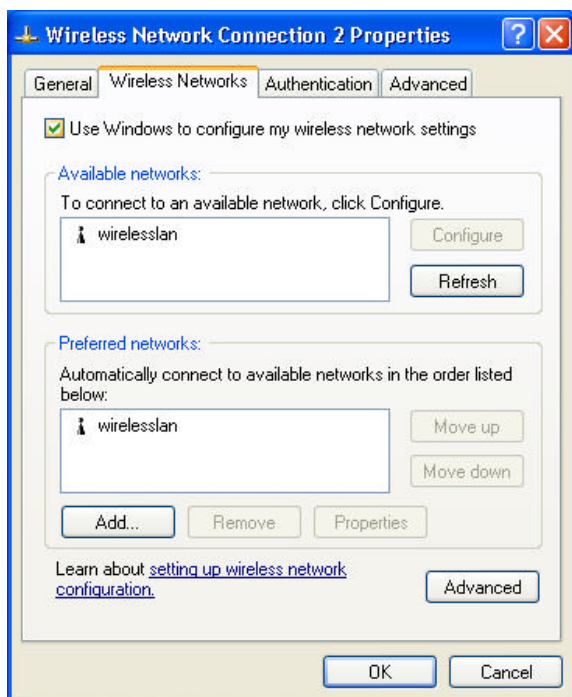 Wireless Network Connection 2 Properties
General Wireless Networks Authentication Advanced
Use Windows to configure my wireless network settings
Available networks:
To connect to an available network, click Configure.
wirelesslan
Configure
Refresh
Preferred networks:
Automatically connect to available networks in the order listed
below:
wirelesslan
Move up
Move down
Add... Remove Properties
Learn about setting up wireless network
configuration.
Advanced
OK Cancel